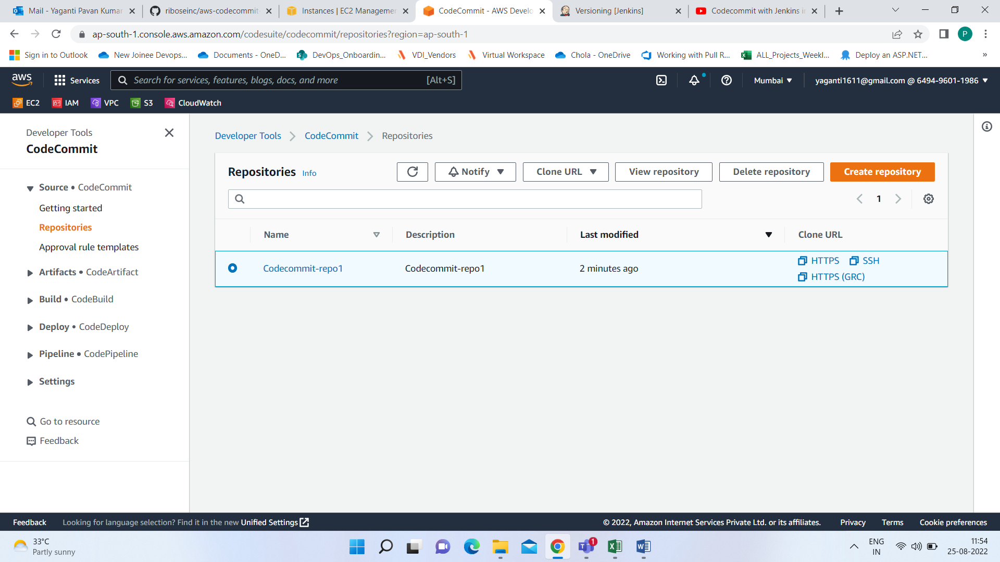 Mail - Yaganti Pavan Kumar
riboseinc/aws-codecommit-
Instances | EC2 Managemen
CodeCommit - AWS Develo
Versioning [Jenkins]
Codecommit with Jenkins in
ap-south-1.console.aws.amazon.com/codesuite/codecommit/repositories?region=ap-south-1
P
Sign in to Outlook
New Joinee Devops...
Documents - OneD...
DevOps_Onboardin...
VDI_Vendors
Virtual Workspace
Chola - OneDrive
Working with Pull R...
ALL_Projects_Weekl...
Deploy an ASP.NET...
»
aws
Services
Search for services, features, blogs, docs, and more
[Alt+S]
Mumbai
yaganti1611@gmail.com @ 6494-9601-1986
EC2
IAM
VPC
S3
CloudWatch
Developer Tools
CodeCommit
Source • CodeCommit
Getting started
Repositories
Approval rule templates
Artifacts • CodeArtifact
Build • CodeBuild
Deploy • CodeDeploy
Pipeline • CodePipeline
Settings
Go to resource
Feedback
Developer Tools
CodeCommit
Repositories
Repositories Info
Notify
Clone URL
View repository
Delete repository
Create repository
1
Name
Description
Last modified
Clone URL
Codecommit-repo1
Codecommit-repo1
2 minutes ago
HTTPS
SSH
HTTPS (GRC)
Feedback
Looking for language selection? Find it in the new Unified Settings
© 2022, Amazon Internet Services Private Ltd. or its affiliates.
Privacy
Terms
Cookie preferences
33°C
Partly sunny
1
ENG
IN
11:54
25-08-2022